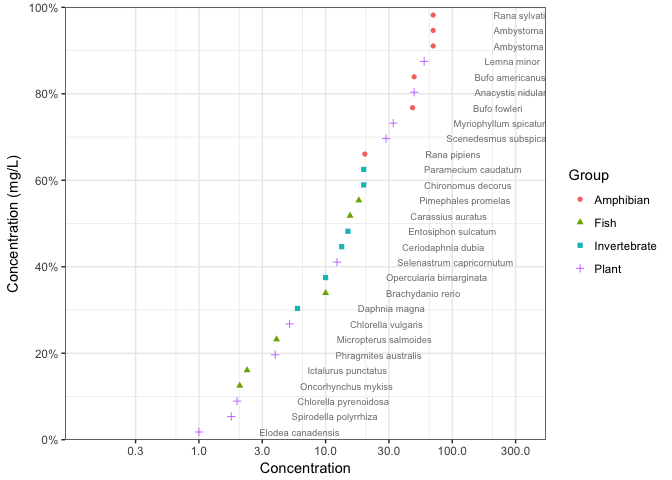 100%
80%
60%
40%
20%
0%
Concentration (mg/L)
Rana sylvati
Ambystoma
Ambystoma
Lemna minor
Bufo americanus
Anacystis nidular
Bufo fowleri
Myriophyllum spicatur
Scenedesmus subspica
Rana pipiens
Paramecium caudatum
Chironomus decorus
Pimephales promelas
Carassius auratus
Entosiphon sulcatum
Ceriodaphnia dubia
Selenastrum capricornutum
Opercularia bimarginata
Brachydanio rerio
Daphnia magna
Chlorella vulgaris
Micropterus salmoides
Phragmites australis
Ictalurus punctatus
Oncorhynchus mykiss
Chlorella pyrenoidosa
Spirodella polyrrhiza
Elodea canadensis
0.3 1.0 3.0 10.0 30.0 100.0 300.0
Concentration
Group
Amphibian
Fish
Invertebrate
Plant